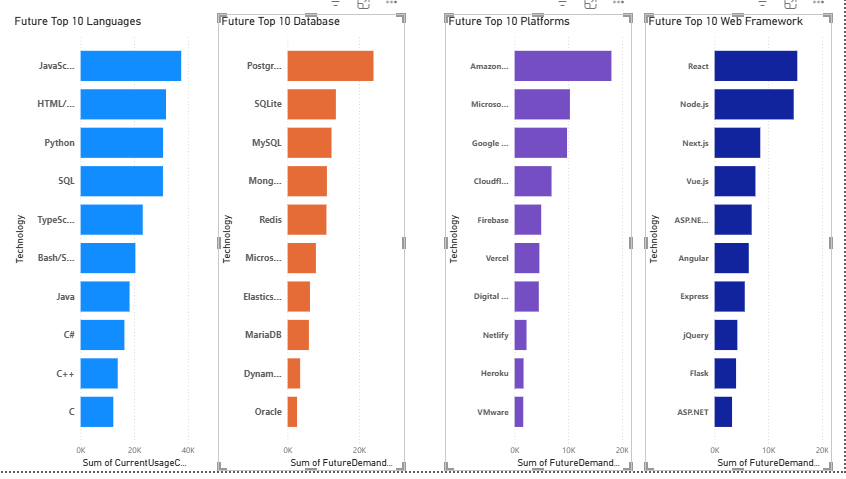 Future Top 10 Languages
Technology
JavaSc...
HTML/...
Python
SQL
TypeSc...
Bash/S...
Java
C#
C++
C
0K 20K 40K
Sum of CurrentUsageC...
Future Top 10 Database
Technology
Postgr...
SQLite
MySQL
Mong...
Redis
Micros...
Elastics...
MariaDB
Dynam...
Oracle
0K 20K
Sum of FutureDemand...
Future Top 10 Platforms
Technology
Amazon...
Microso...
Google ...
Cloudfl...
Firebase
Vercel
Digital ...
Netlify
Heroku
VMware
0K 10K 20K
Sum of FutureDemand...
Future Top 10 Web Framework
Technology
React
Node.js
Next.js
Vue.js
ASP.NE...
Angular
Express
jQuery
Flask
ASP.NET
0K 10K 20K
Sum of FutureDemand...